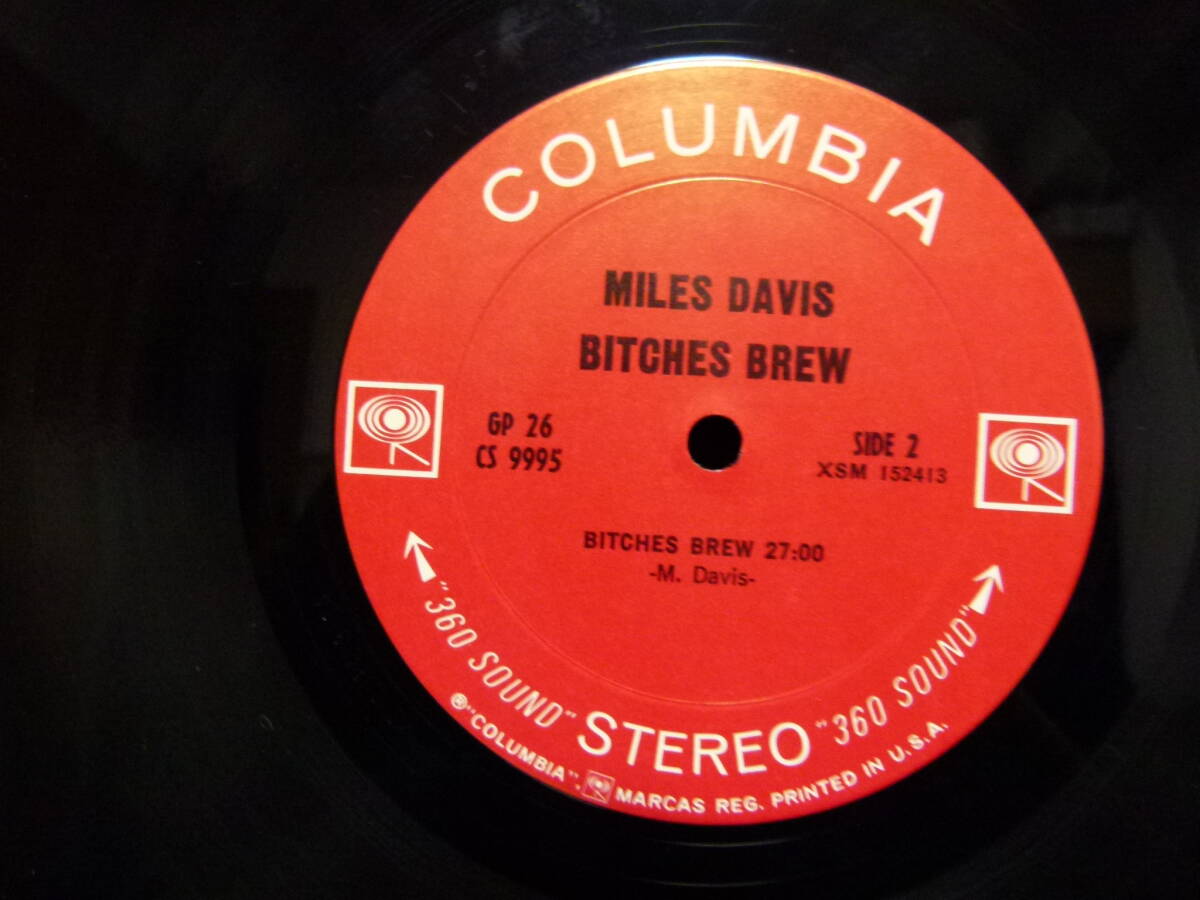 COLUMBIA
MILES DAVIS
BITCHES BREW
GP 26
CS 9995
SIDE 2
XSM 152413
BITCHES BREW 27:00
-M. Davis-
"360 SOUND" STEREO "360 SOUND"
®"COLUMBIA", MARCAS REG. PRINTED IN U.S.A.